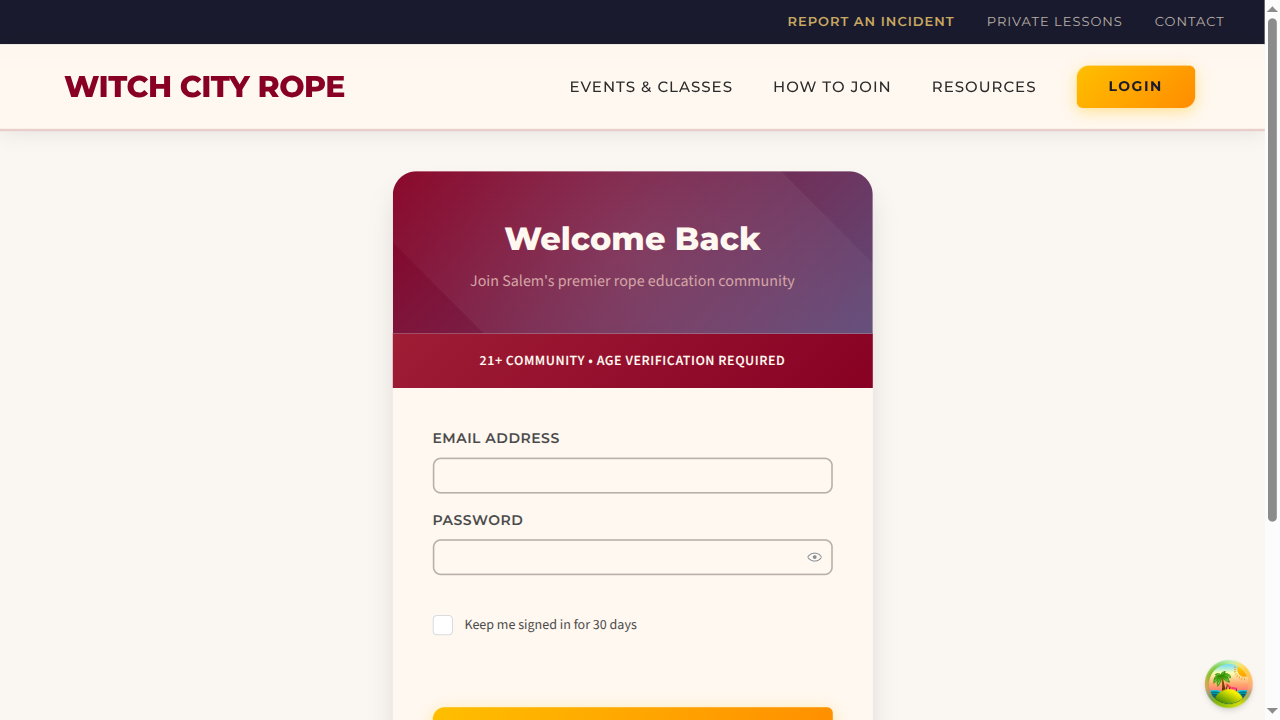 REPORT AN INCIDENT PRIVATE LESSONS CONTACT
WITCH CITY ROPE EVENTS & CLASSES HOW TO JOIN RESOURCES LOGIN
Welcome Back
Join Salem's premier rope education community
21+ COMMUNITY • AGE VERIFICATION REQUIRED
EMAIL ADDRESS
PASSWORD
Keep me signed in for 30 days